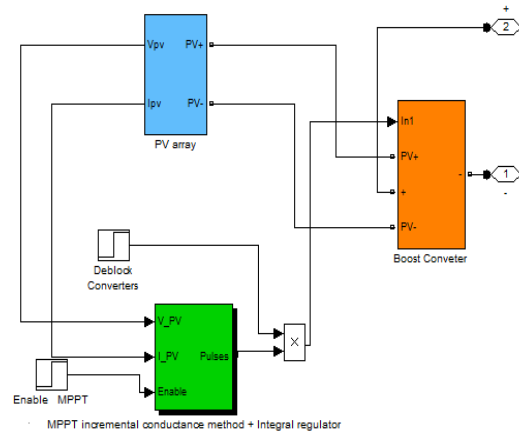 +
2
Vpv PV+
Ipv PV-
PV array
In1
PV+
+
PV-
-
1
-
Boost Conveter
Deblock
Converters
V_PV
I_PV Pulses
Enable
X
Enable MPPT
MPPT incremental conductance method + Integral regulator